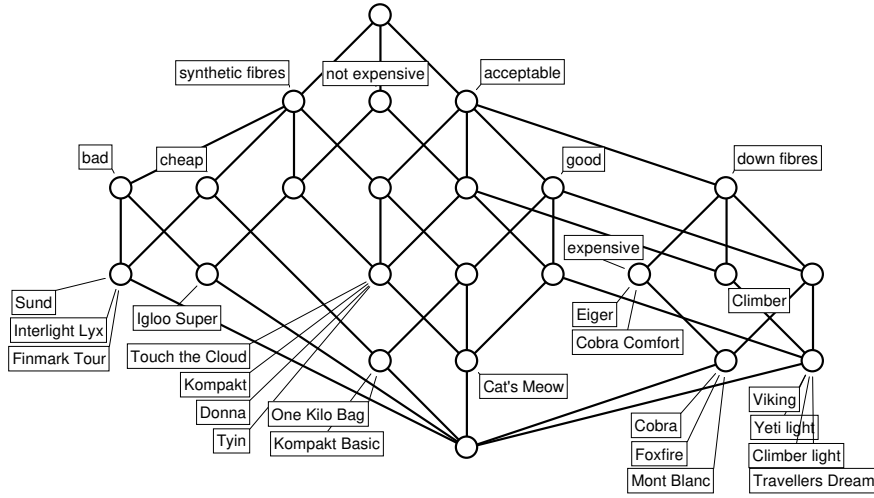 synthetic fibres
not expensive
acceptable
bad
cheap
good
down fibres
expensive
Sund
Interlight Lyx
Finmark Tour
Igloo Super
Climber
Eiger
Cobra Comfort
Touch the Cloud
Kompakt
Donna
Tyin
One Kilo Bag
Kompakt Basic
Cat's Meow
Cobra
Foxfire
Mont Blanc
Viking
Yeti light
Climber light
Travellers Dream